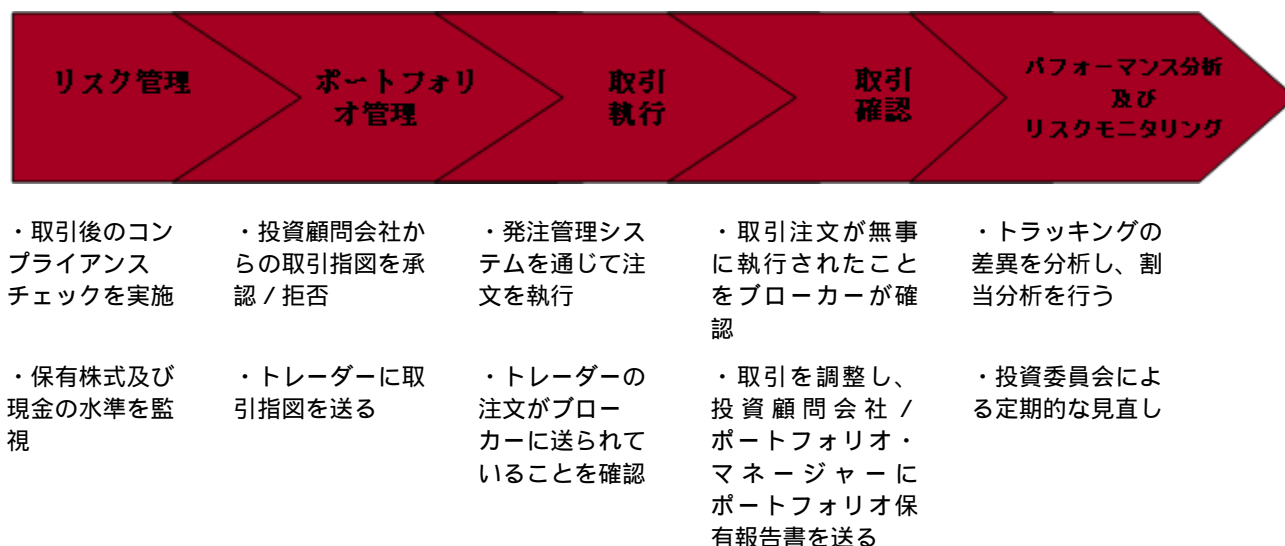 リスク管理
ポートフォリ
オ管理
取引
執行
取引
確認
パフォーマンス分析
及び
リスクモニタリング
・取引後のコン
プライアンス
チェックを実施
・保有株式及び
現金の水準を監
視
・投資顧問会社か
らの取引指図を承
認 / 拒否
・トレーダーに取
引指図を送る
・発注管理シス
テムを通じて注
文を執行
・トレーダーの
注文がブロー
カーに送られて
いることを確認
・取引注文が無事
に執行されたこと
をブローカーが確
認
・取引を調整し、
投資顧問会社 /
ポートフォリオ・
マネージャーに
ポートフォリオ保
有報告書を送る
・トラッキングの
差異を分析し、割
当分析を行う
・投資委員会によ
る定期的な見直し